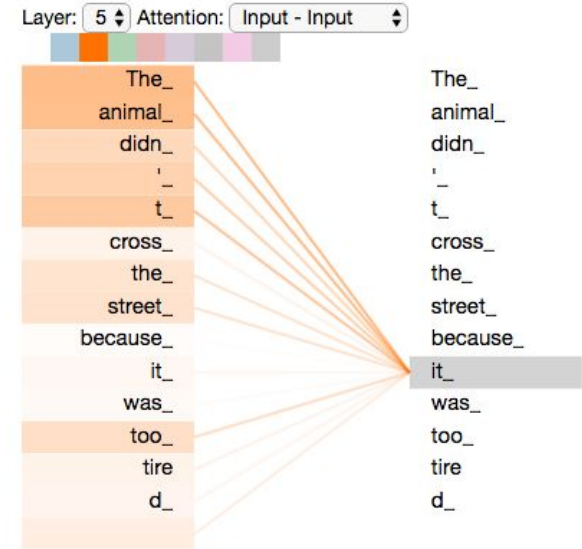 Layer: 5 Attention: Input - Input
The_ The_
animal_ animal_
didn_ didn_
'_ '_
t_ t_
cross_ cross_
the_ the_
street_ street_
because_ because_
it_ it_
was_ was_
too_ too_
tire tire
d_ d_